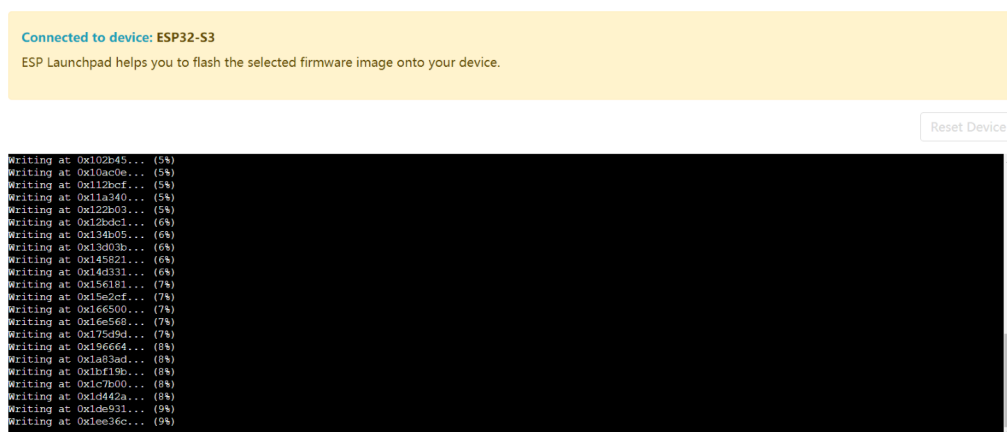 Connected to device: ESP32-S3
ESP Launchpad helps you to flash the selected firmware image onto your device.
Reset Device
Writing at 0x102b45... (5%)
Writing at 0x10ac0e... (5%)
Writing at 0x112bcf... (5%)
Writing at 0x11a340... (5%)
Writing at 0x122b03... (5%)
Writing at 0x12bdc1... (6%)
Writing at 0x134b05... (6%)
Writing at 0x13d03b... (6%)
Writing at 0x145821... (6%)
Writing at 0x14d331... (6%)
Writing at 0x156181... (7%)
Writing at 0x15e2cf... (7%)
Writing at 0x166500... (7%)
Writing at 0x16e568... (7%)
Writing at 0x175d9d... (7%)
Writing at 0x196664... (8%)
Writing at 0x1a83ad... (8%)
Writing at 0x1bf19b... (8%)
Writing at 0x1c7b00... (8%)
Writing at 0x1d442a... (8%)
Writing at 0x1de931... (9%)
Writing at 0x1ee36c... (9%)